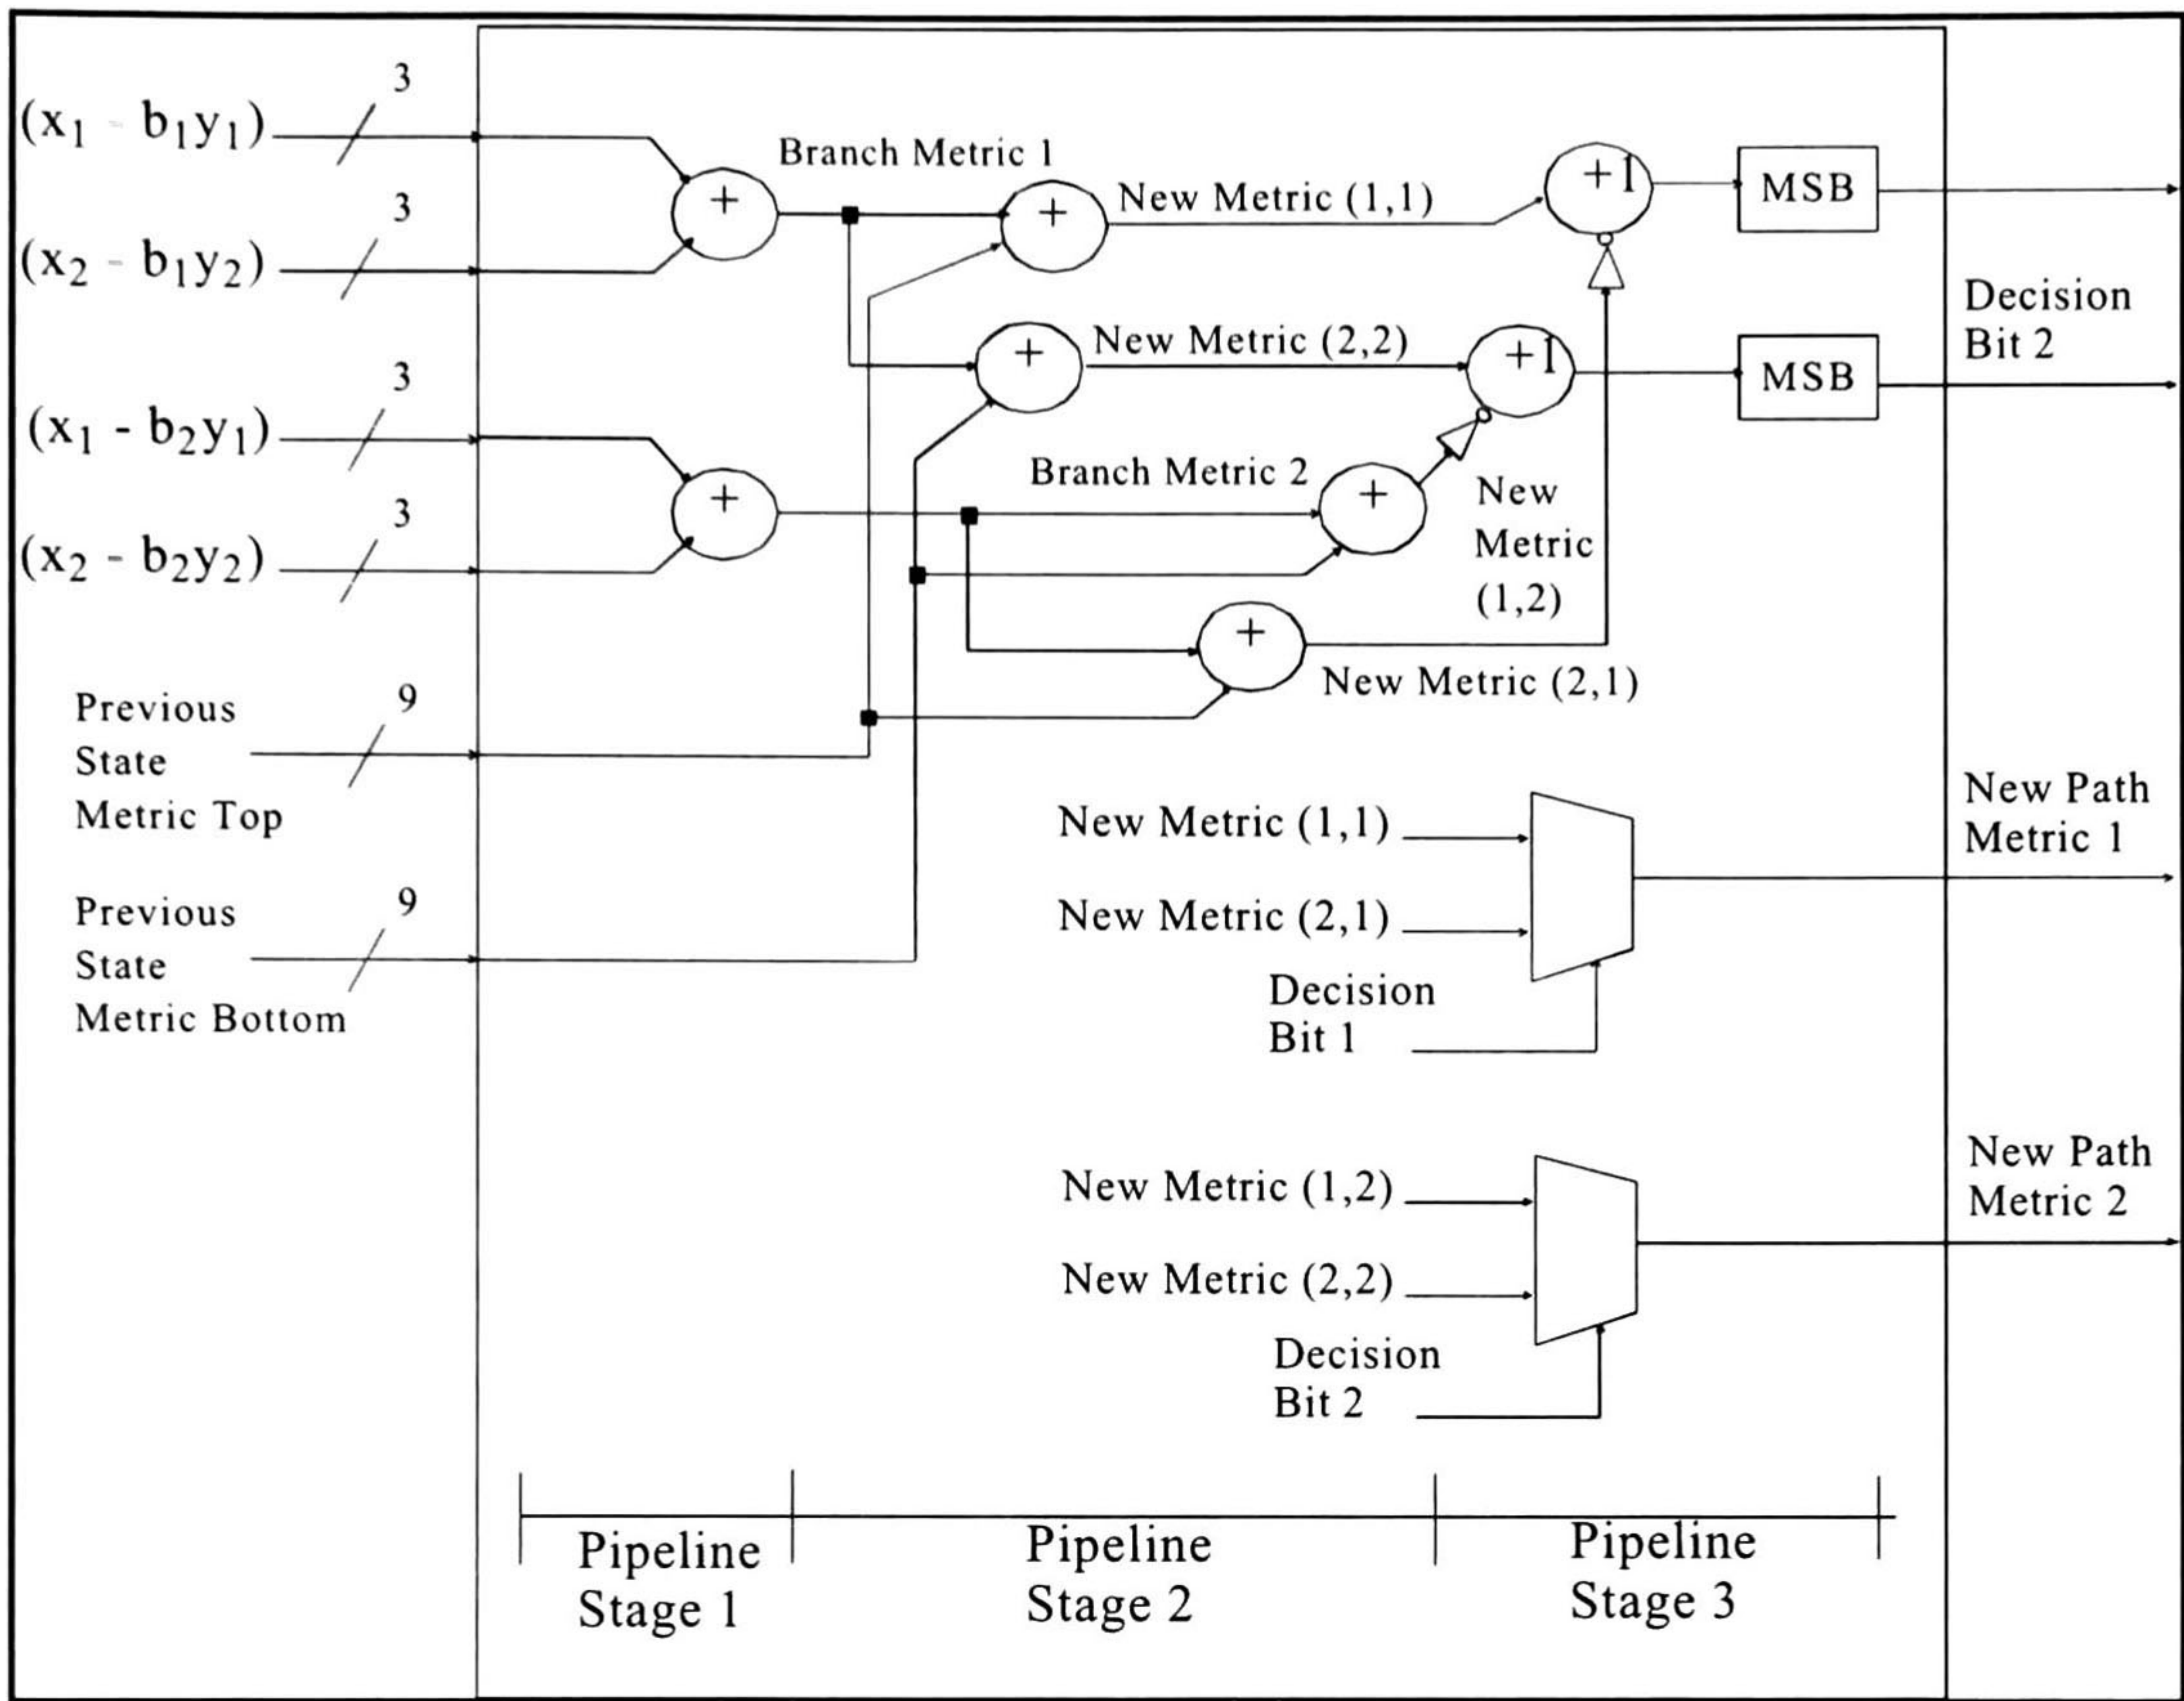 3
(x₁ - b₁y₁)
3
(x₂ - b₁y₂)
3
(x₁ - b₂y₁)
3
(x₂ - b₂y₂)
9
Previous
State
Metric Top
9
Previous
State
Metric Bottom
Branch Metric 1
+
+
New Metric (1,1)
+1
MSB
+
New Metric (2,2)
+1
MSB
Decision
Bit 2
+
Branch Metric 2
+
New
Metric
(1,2)
+
New Metric (2,1)
New Metric (1,1)
New Metric (2,1)
Decision
Bit 1
New Path
Metric 1
New Metric (1,2)
New Metric (2,2)
Decision
Bit 2
New Path
Metric 2
Pipeline
Stage 1
Pipeline
Stage 2
Pipeline
Stage 3